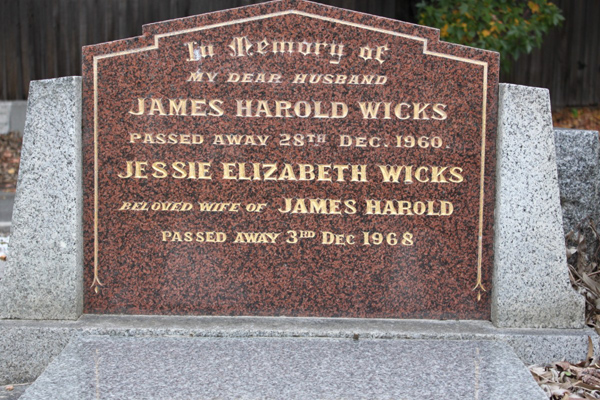 In Memory of
MY DEAR HUSBAND
JAMES HAROLD WICKS
PASSED AWAY 28TH DEC. 1960.
JESSIE ELIZABETH WICKS
BELOVED WIFE OF JAMES HAROLD
PASSED AWAY 3RD DEC 1968